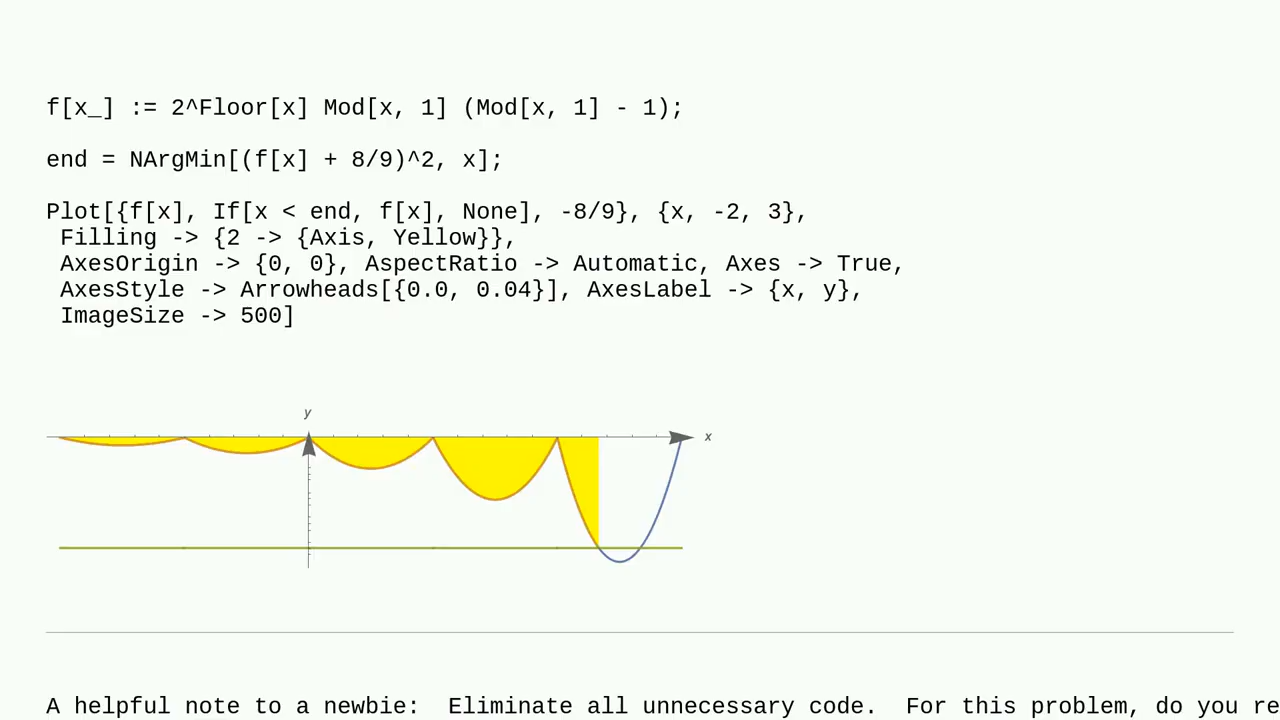 f[x_] := 2^Floor[x] Mod[x, 1] (Mod[x, 1] - 1);
end = NArgMin[(f[x] + 8/9)^2, x];
Plot[{f[x], If[x < end, f[x], None], -8/9}, {x, -2, 3},
Filling -> {2 -> {Axis, Yellow}},
AxesOrigin -> {0, 0}, AspectRatio -> Automatic, Axes -> True,
AxesStyle -> Arrowheads[{0.0, 0.04}], AxesLabel -> {x, y},
ImageSize -> 500]
y
x
A helpful note to a newbie:  Eliminate all unnecessary code.  For this problem, do you re